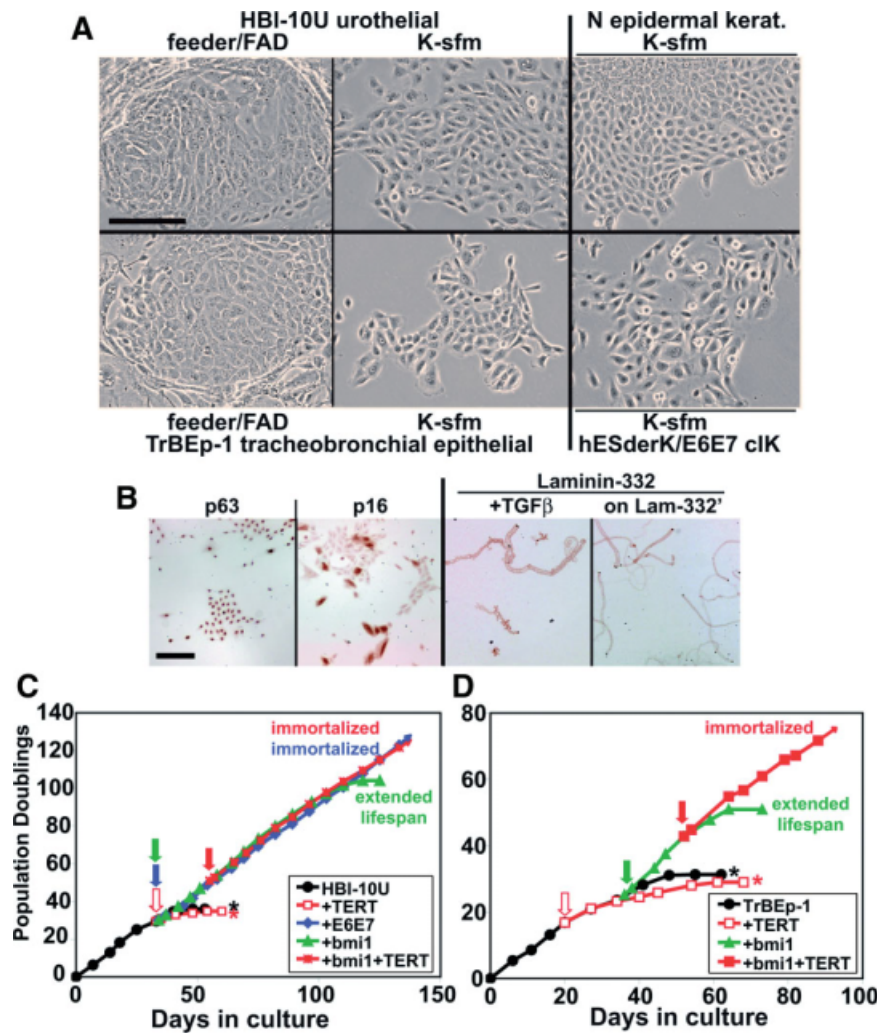 A
HBI-10U urothelial
N epidermal kerat.
feeder/FAD
K-sfm
K-sfm
feeder/FAD
K-sfm
K-sfm
TrBEp-1 tracheobronchial epithelial
hESderK/E6E7 clK
B
Laminin-332
p63
p16
+TGFβ
on Lam-332'
C
Population Doublings
140
120
100
80
60
40
20
0
immortalized
immortalized
extended
lifespan
*
*
HBI-10U
+TERT
+E6E7
+bmi1
+bmi1+TERT
0
50
100
150
Days in culture
D
80
60
40
20
0
immortalized
extended
lifespan
*
*
TrBEp-1
+TERT
+bmi1
+bmi1+TERT
0
20
40
60
80
100
Days in culture